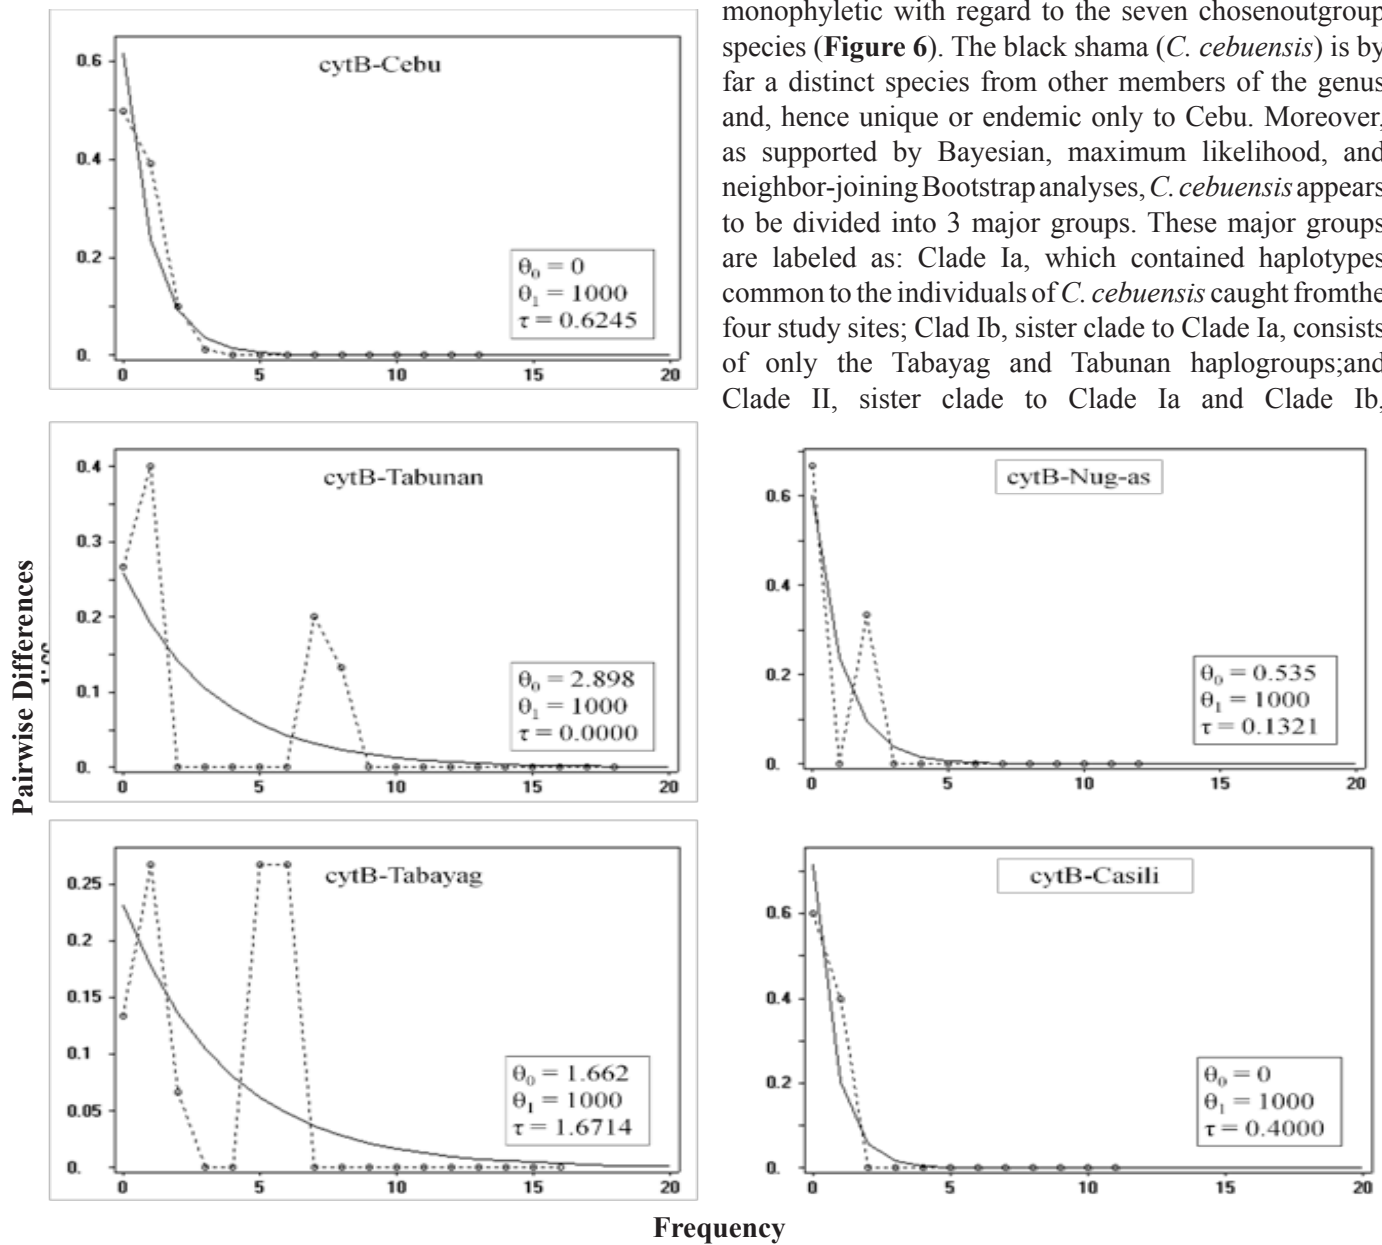 monophyletic with regard to the seven chosenoutgroup
species (Figure 6). The black shama (C. cebuensis) is by
far a distinct species from other members of the genus
and, hence unique or endemic only to Cebu. Moreover,
as supported by Bayesian, maximum likelihood, and
neighbor-joining Bootstrap analyses, C. cebuensis appears
to be divided into 3 major groups. These major groups
are labeled as: Clade Ia, which contained haplotypes
common to the individuals of C. cebuensis caught fromthe
four study sites; Clad Ib, sister clade to Clade Ia, consists
of only the Tabayag and Tabunan haplogroups;and
Clade II, sister clade to Clade Ia and Clade Ib,
cytB-Cebu
0.6
0.4
0.2
0.
θ0 = 0
θ1 = 1000
τ = 0.6245
0 5 10 15 20
cytB-Tabunan
0.4
0.3
0.2
0.1
0.
θ0 = 2.898
θ1 = 1000
τ = 0.0000
0 5 10 15 20
cytB-Nug-as
0.6
0.4
0.2
0.
θ0 = 0.535
θ1 = 1000
τ = 0.1321
0 5 10 15 20
cytB-Tabayag
0.25
0.2
0.15
0.1
0.05
0.
θ0 = 1.662
θ1 = 1000
τ = 1.6714
0 5 10 15 20
cytB-Casili
0.6
0.4
0.2
0.
θ0 = 0
θ1 = 1000
τ = 0.4000
0 5 10 15 20
Pairwise Differences
Frequency